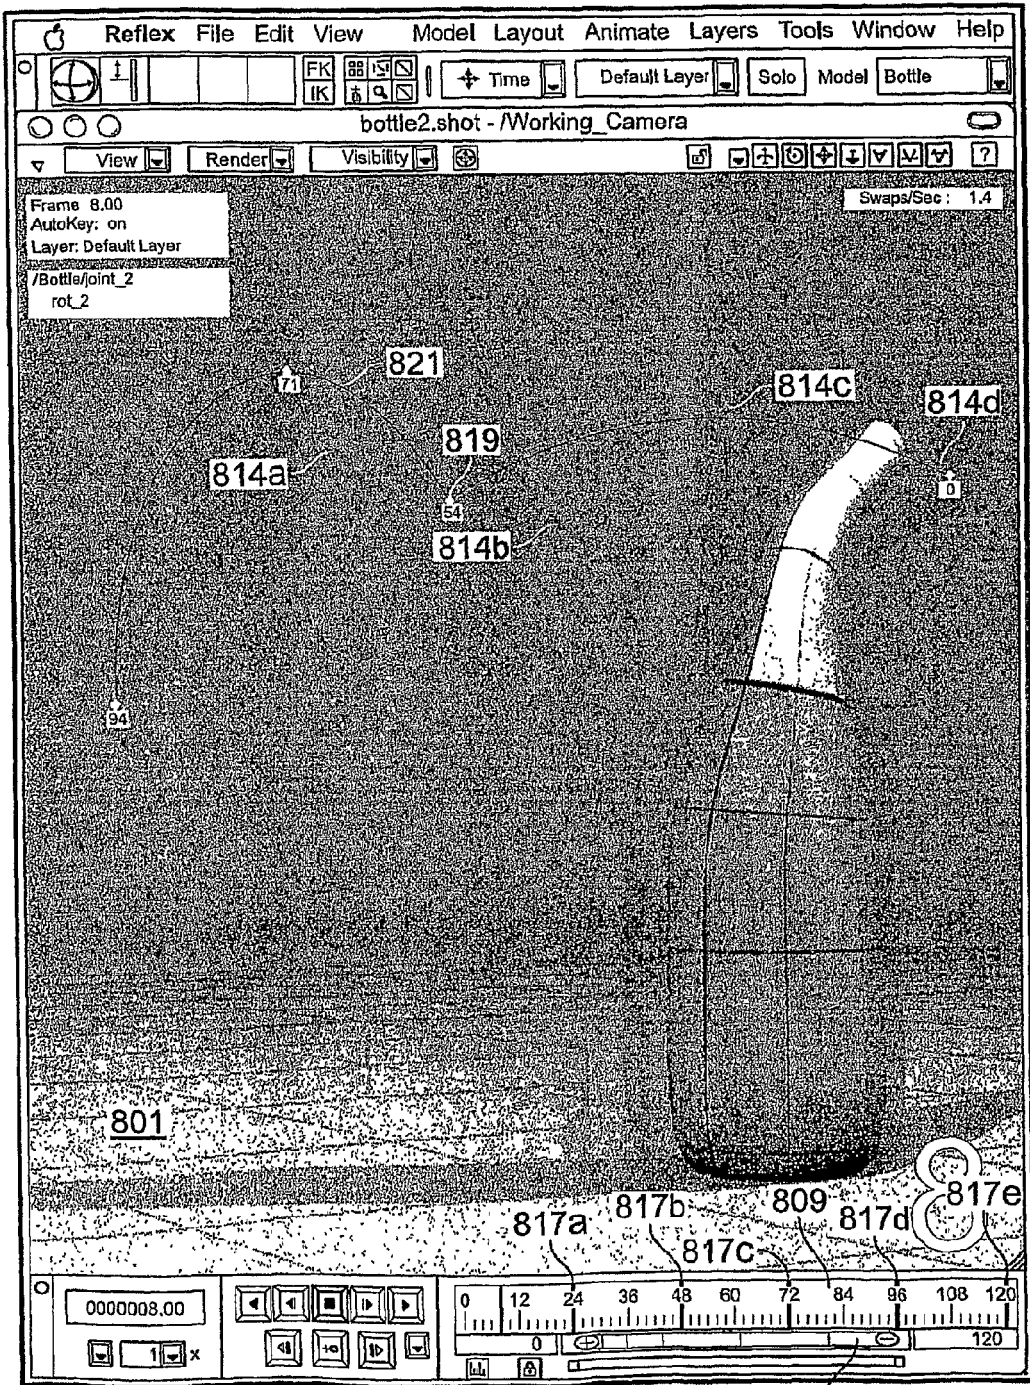 Reflex File Edit View Model Layout Animate Layers Tools Window Help
FK
IK
Time Default Layer Solo Model Bottle
bottle2.shot - /Working_Camera
View Render Visibility ?
Frame 8.00
AutoKey: on
Layer: Default Layer
Swaps/Sec : 1.4
/Bottle/joint_2
rot_2
821
71
814c
814d
819
814a
0
54
814b
94
801
8
817a 817b 817c 809 817d 817e
0000008.00
0 12 24 36 48 60 72 84 96 108 120
0 120
1 x